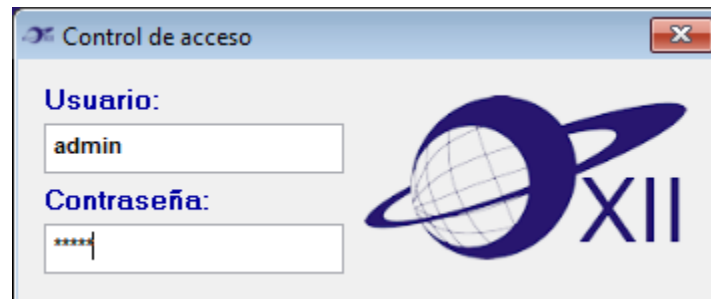 Control de acceso
Usuario:
admin
Contraseña:
*****
XII